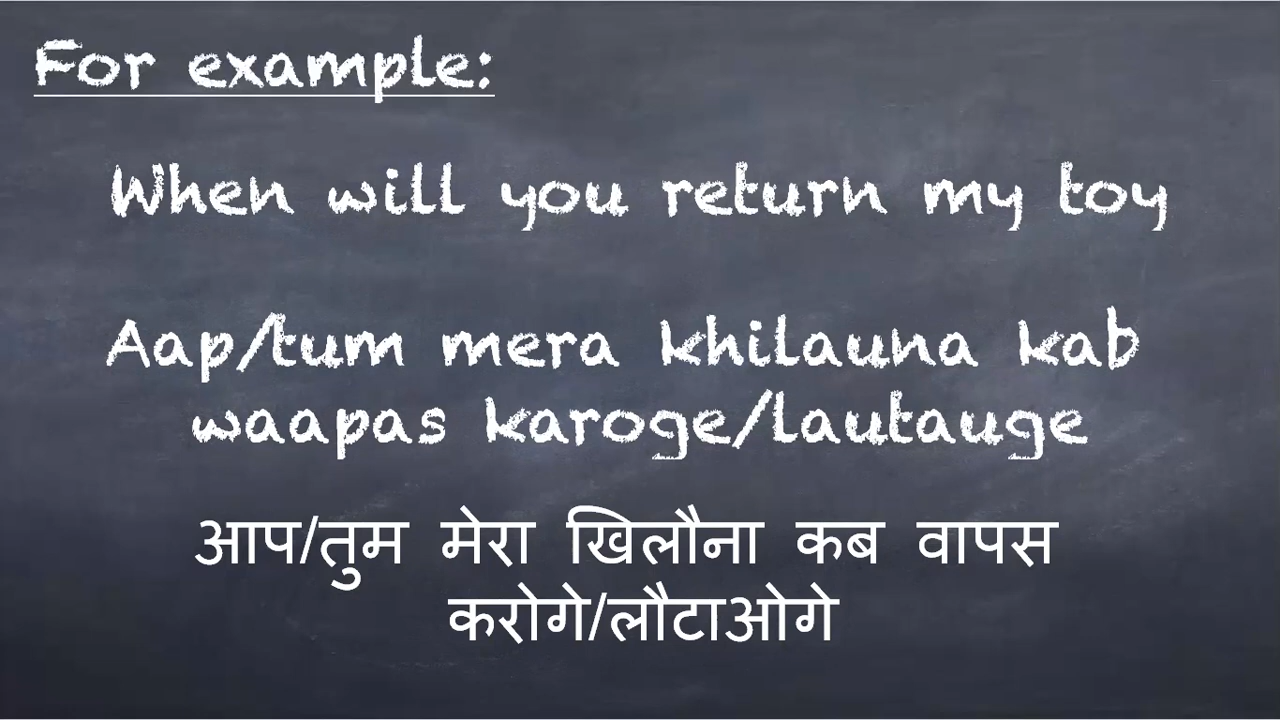 For example:
When will you return my toy
Aap/tum mera khilauna kab
waapas karoge/lautauge
आप/तुम मेरा खिलौना कब वापस
करोगे/लौटाओगे